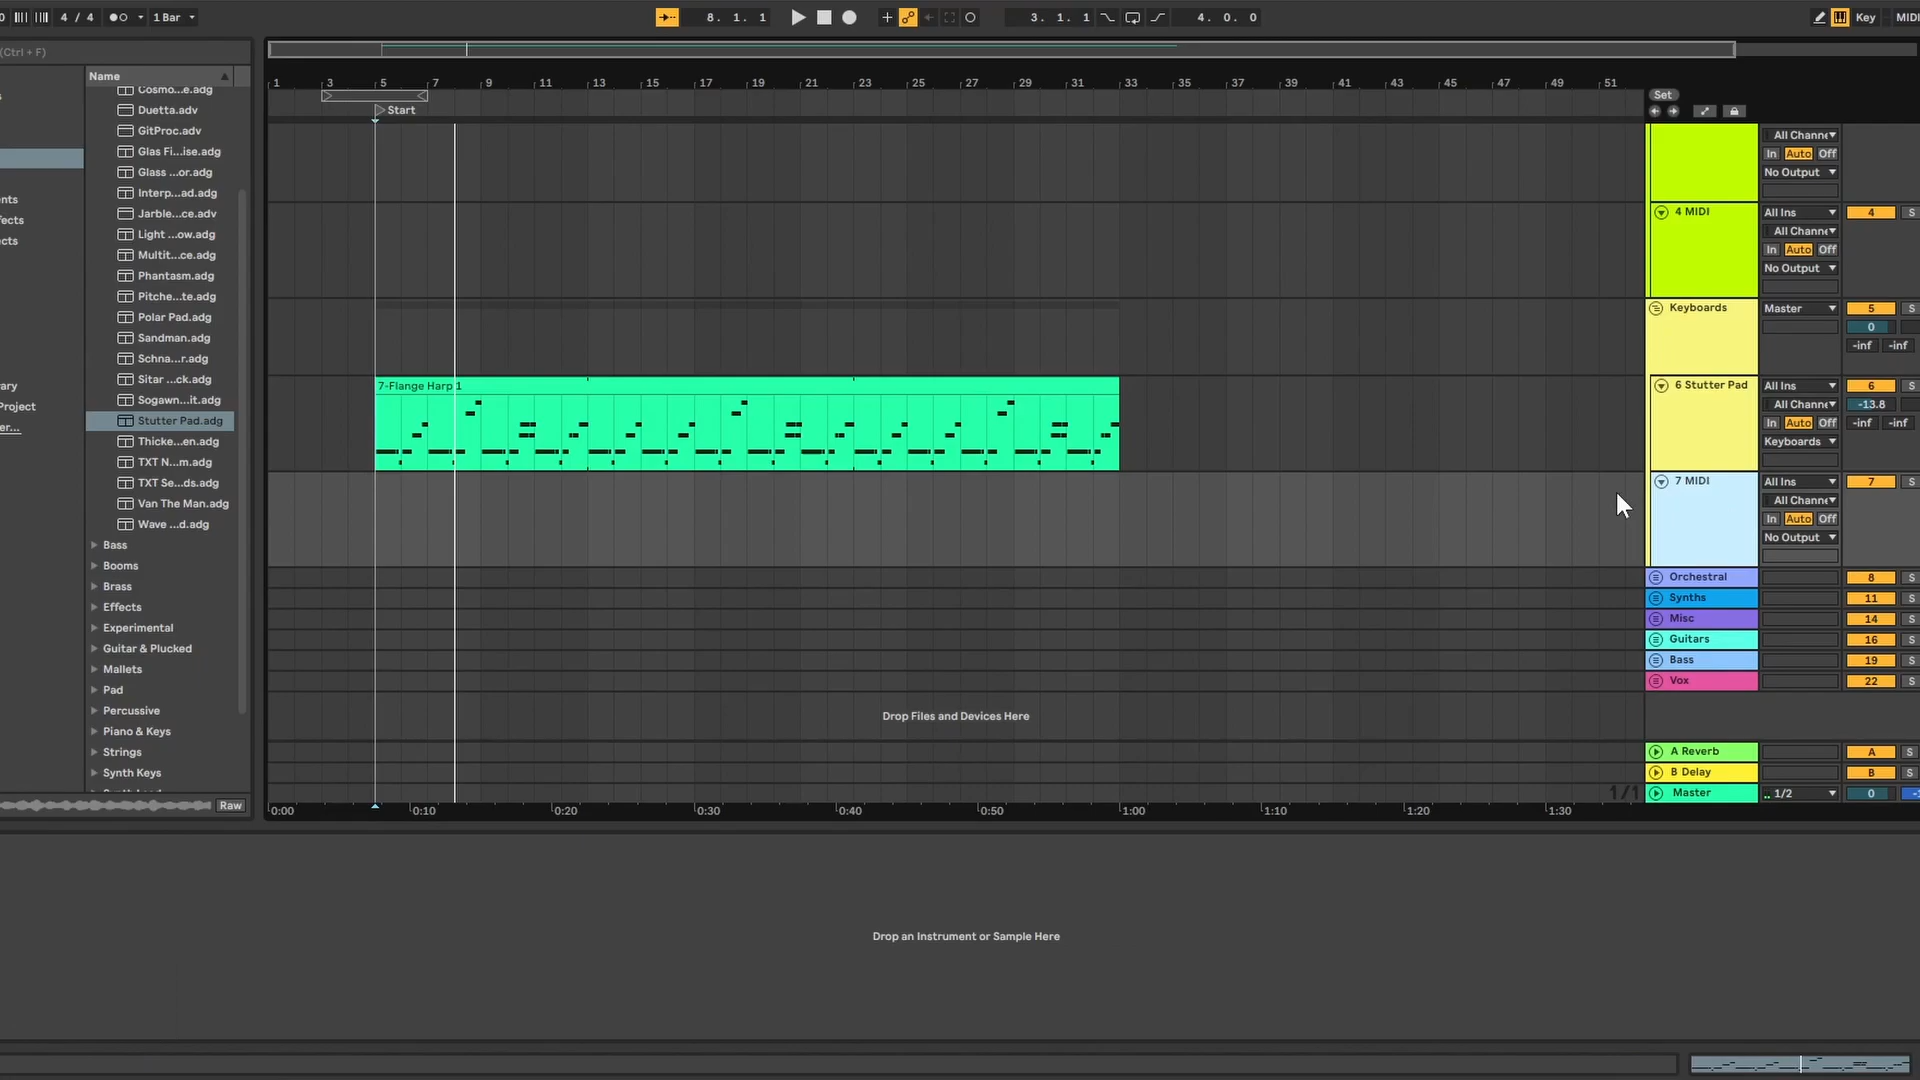 0
4 / 4
1 Bar
8. 1. 1
3. 1. 1
4. 0. 0
Key
MIDI
(Ctrl + F)
Name
Cosmo...e.adg
Duetta.adv
GitProc.adv
Glas Fi...ise.adg
Glass ...or.adg
Interp...ad.adg
Jarble...ce.adv
Light ...ow.adg
Multit...ce.adg
Phantasm.adg
Pitche...te.adg
Polar Pad.adg
Sandman.adg
Schna...r.adg
Sitar ...ck.adg
Sogawn...it.adg
Stutter Pad.adg
Thicke...en.adg
TXT N...m.adg
TXT Se...ds.adg
Van The Man.adg
Wave ...d.adg
Bass
Booms
Brass
Effects
Experimental
Guitar & Plucked
Mallets
Pad
Percussive
Piano & Keys
Strings
Synth Keys
s
nts
fects
cts
ary
Project
er...
Raw
1 3 5 7 9 11 13 15 17 19 21 23 25 27 29 31 33 35 37 39 41 43 45 47 49 51
Start
Set
All Channe
In Auto Off
No Output
4 MIDI All Ins 4 S
All Channe
In Auto Off
No Output
Keyboards Master 5 S
0
-inf -inf
7-Flange Harp 1
6 Stutter Pad All Ins 6 S
All Channe -13.8
In Auto Off -inf -inf
Keyboards
7 MIDI All Ins 7 S
All Channe
In Auto Off
No Output
Orchestral 8 S
Synths 11 S
Misc 14 S
Guitars 16 S
Bass 19 S
Vox 22 S
Drop Files and Devices Here
A Reverb A S
B Delay B S
1/1
Master 1/2 0
0:00 0:10 0:20 0:30 0:40 0:50 1:00 1:10 1:20 1:30
Drop an Instrument or Sample Here